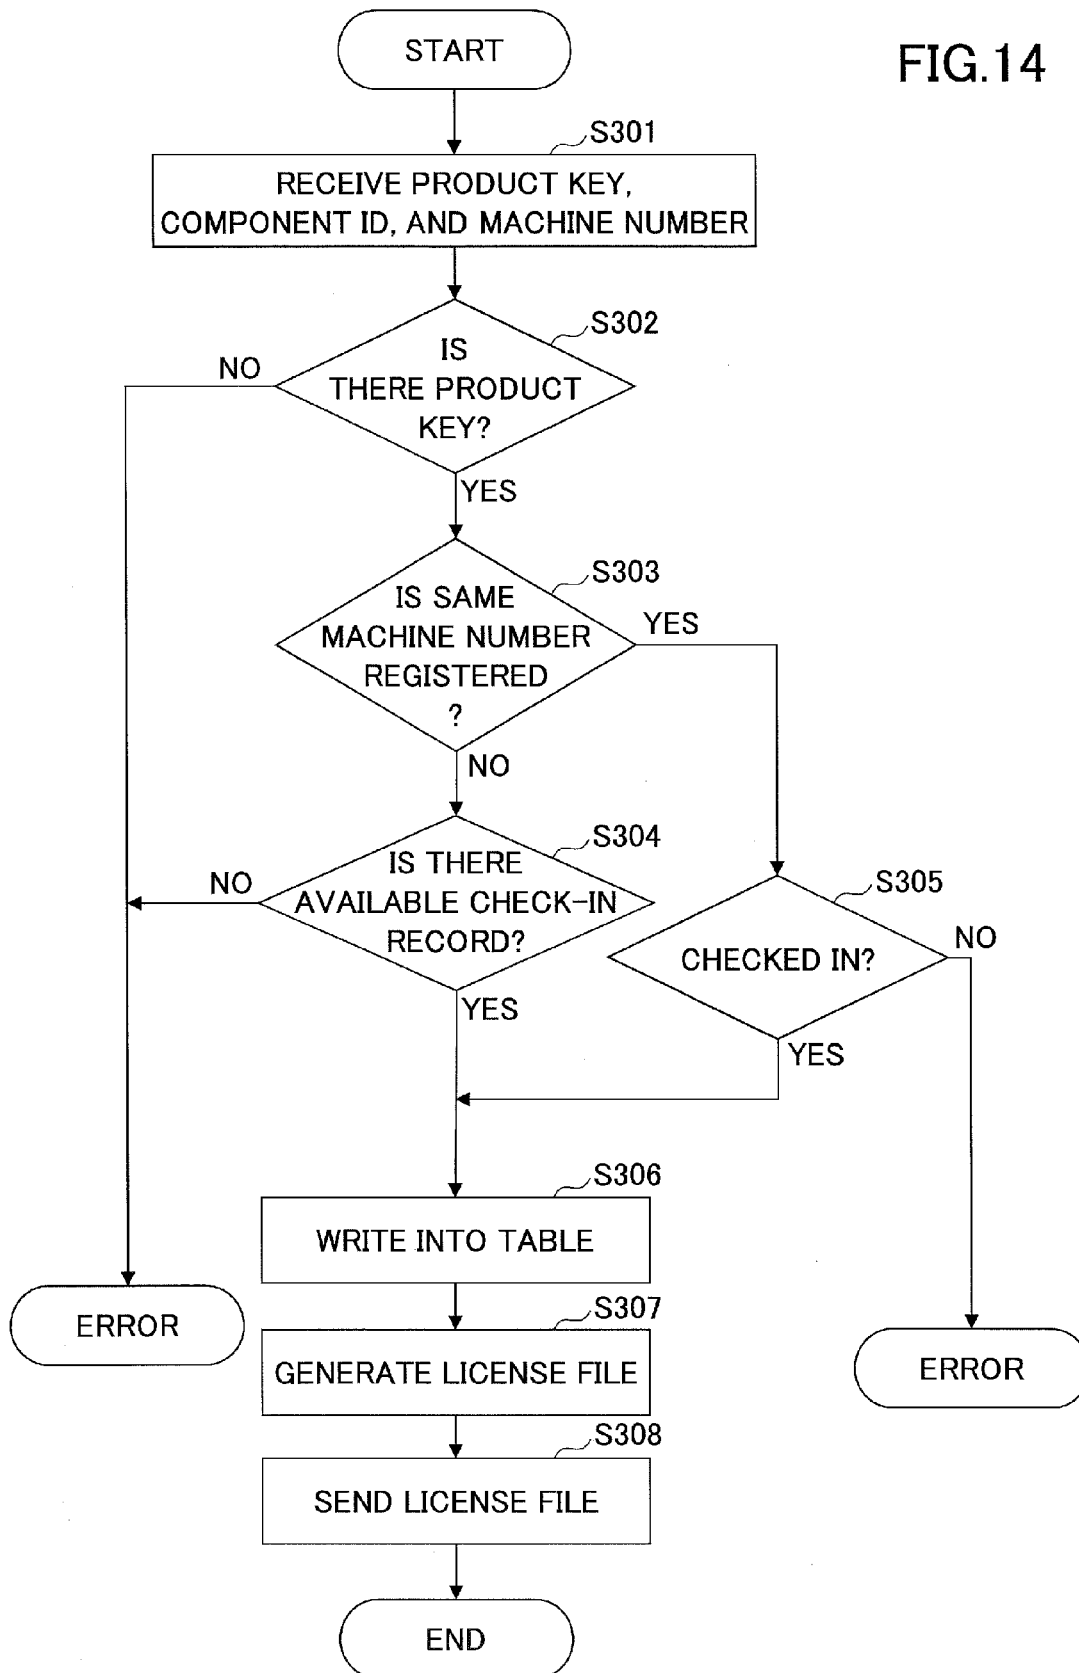 START
FIG.14
S301
RECEIVE PRODUCT KEY,
COMPONENT ID, AND MACHINE NUMBER
S302
IS
THERE PRODUCT
KEY?
NO
YES
S303
IS SAME
MACHINE NUMBER
REGISTERED
?
YES
NO
S304
IS THERE
AVAILABLE CHECK-IN
RECORD?
NO
YES
S305
CHECKED IN?
NO
YES
S306
WRITE INTO TABLE
ERROR
S307
GENERATE LICENSE FILE
ERROR
S308
SEND LICENSE FILE
END